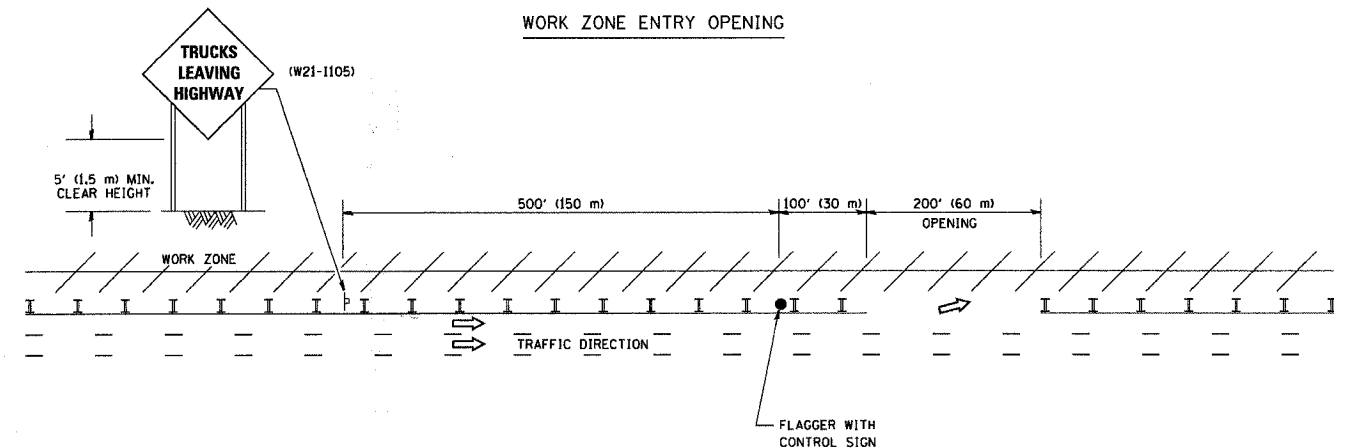 WORK ZONE ENTRY OPENING
TRUCKS
LEAVING
HIGHWAY
(W21-I105)
5' (1.5 m) MIN.
CLEAR HEIGHT
500' (150 m)
100' (30 m)
200' (60 m)
OPENING
WORK ZONE
TRAFFIC DIRECTION
FLAGGER WITH
CONTROL SIGN